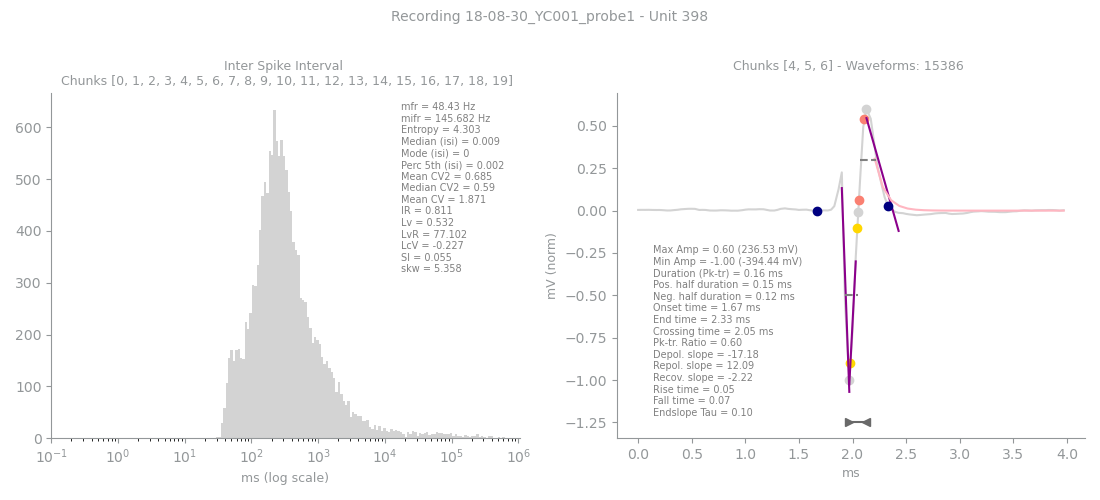 Recording 18-08-30_YC001_probe1 - Unit 398
Inter Spike Interval
Chunks [0, 1, 2, 3, 4, 5, 6, 7, 8, 9, 10, 11, 12, 13, 14, 15, 16, 17, 18, 19]
mfr = 48.43 Hz
mifr = 145.682 Hz
Entropy = 4.303
Median (isi) = 0.009
Mode (isi) = 0
Perc 5th (isi) = 0.002
Mean CV2 = 0.685
Median CV2 = 0.59
Mean CV = 1.871
IR = 0.811
Lv = 0.532
LvR = 77.102
LcV = -0.227
SI = 0.055
skw = 5.358
600
500
400
300
200
100
0
10⁻¹ 10⁰ 10¹ 10² 10³ 10⁴ 10⁵ 10⁶
ms (log scale)
Chunks [4, 5, 6] - Waveforms: 15386
mV (norm)
0.50
0.25
0.00
−0.25
−0.50
−0.75
−1.00
−1.25
Max Amp = 0.60 (236.53 mV)
Min Amp = -1.00 (-394.44 mV)
Duration (Pk-tr) = 0.16 ms
Pos. half duration = 0.15 ms
Neg. half duration = 0.12 ms
Onset time = 1.67 ms
End time = 2.33 ms
Crossing time = 2.05 ms
Pk-tr. Ratio = 0.60
Depol. slope = -17.18
Repol. slope = 12.09
Recov. slope = -2.22
Rise time = 0.05
Fall time = 0.07
Endslope Tau = 0.10
0.0 0.5 1.0 1.5 2.0 2.5 3.0 3.5 4.0
ms